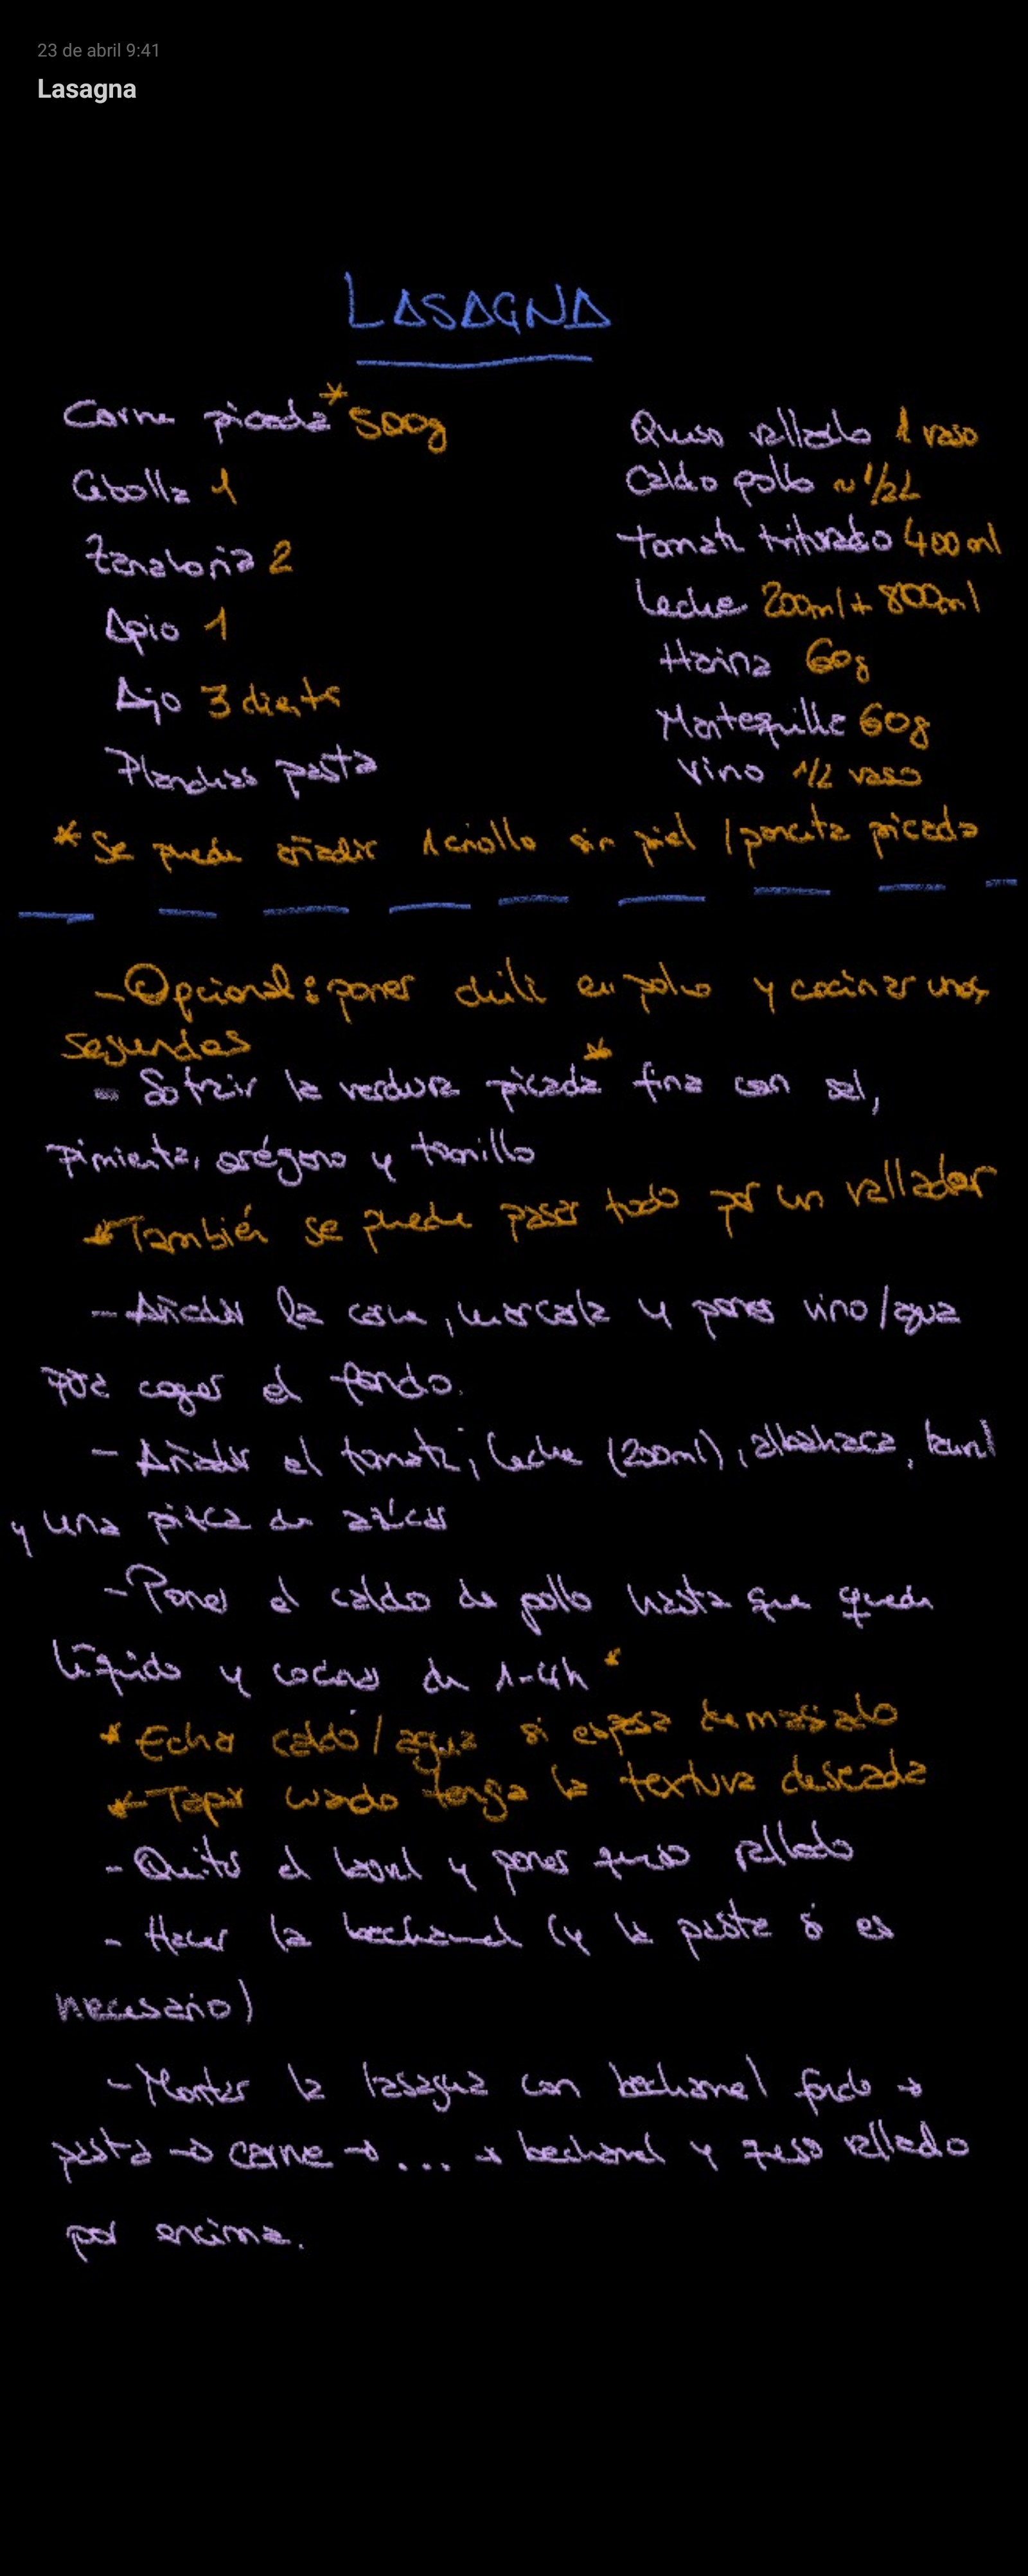 23 de abril 9:41
Lasagna
LASAGNA
Carne picada* 500g
Cebolla 1
Zanahoria 2
Apio 1
Ajo 3 dientes
Planchas pasta
Queso rallado 1 vaso
Caldo pollo ~ 1/2 L
Tomate triturado 400 ml
Leche 200ml + 800ml
Harina 60g
Mantequilla 60g
Vino 1/2 vaso
* Se puede añadir 1 criollo sin piel / panceta picada
- Opcional: poner chili en polvo y cocinar unos
segundos
- Sofreír la verdura picada* fina con sal,
pimienta, orégano y tomillo
* También se puede pasar todo por un rallador
- Añadir la carne, marcarla y poner vino/agua
para coger el fondo.
- Añadir el tomate, leche (200ml), albahaca, laurel
y una pizca de azúcar
- Poner el caldo de pollo hasta que quede
líquido y cocinar de 1-4h *
* Echar caldo/agua si espesa demasiado
* Tapar cuando tenga la textura deseada
- Quitar el laurel y poner queso rallado
- Hacer la bechamel (y la pasta si es
necesario)
- Montar la lasagna con bechamel fondo →
pasta → carne → ... → bechamel y queso rallado
por encima.